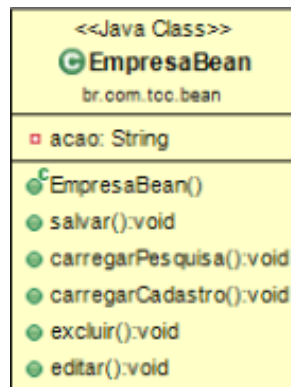 <<Java Class>>
EmpresaBean
br.com.tcc.bean
acao: String
EmpresaBean()
salvar():void
carregarPesquisa():void
carregarCadastro():void
excluir():void
editar():void